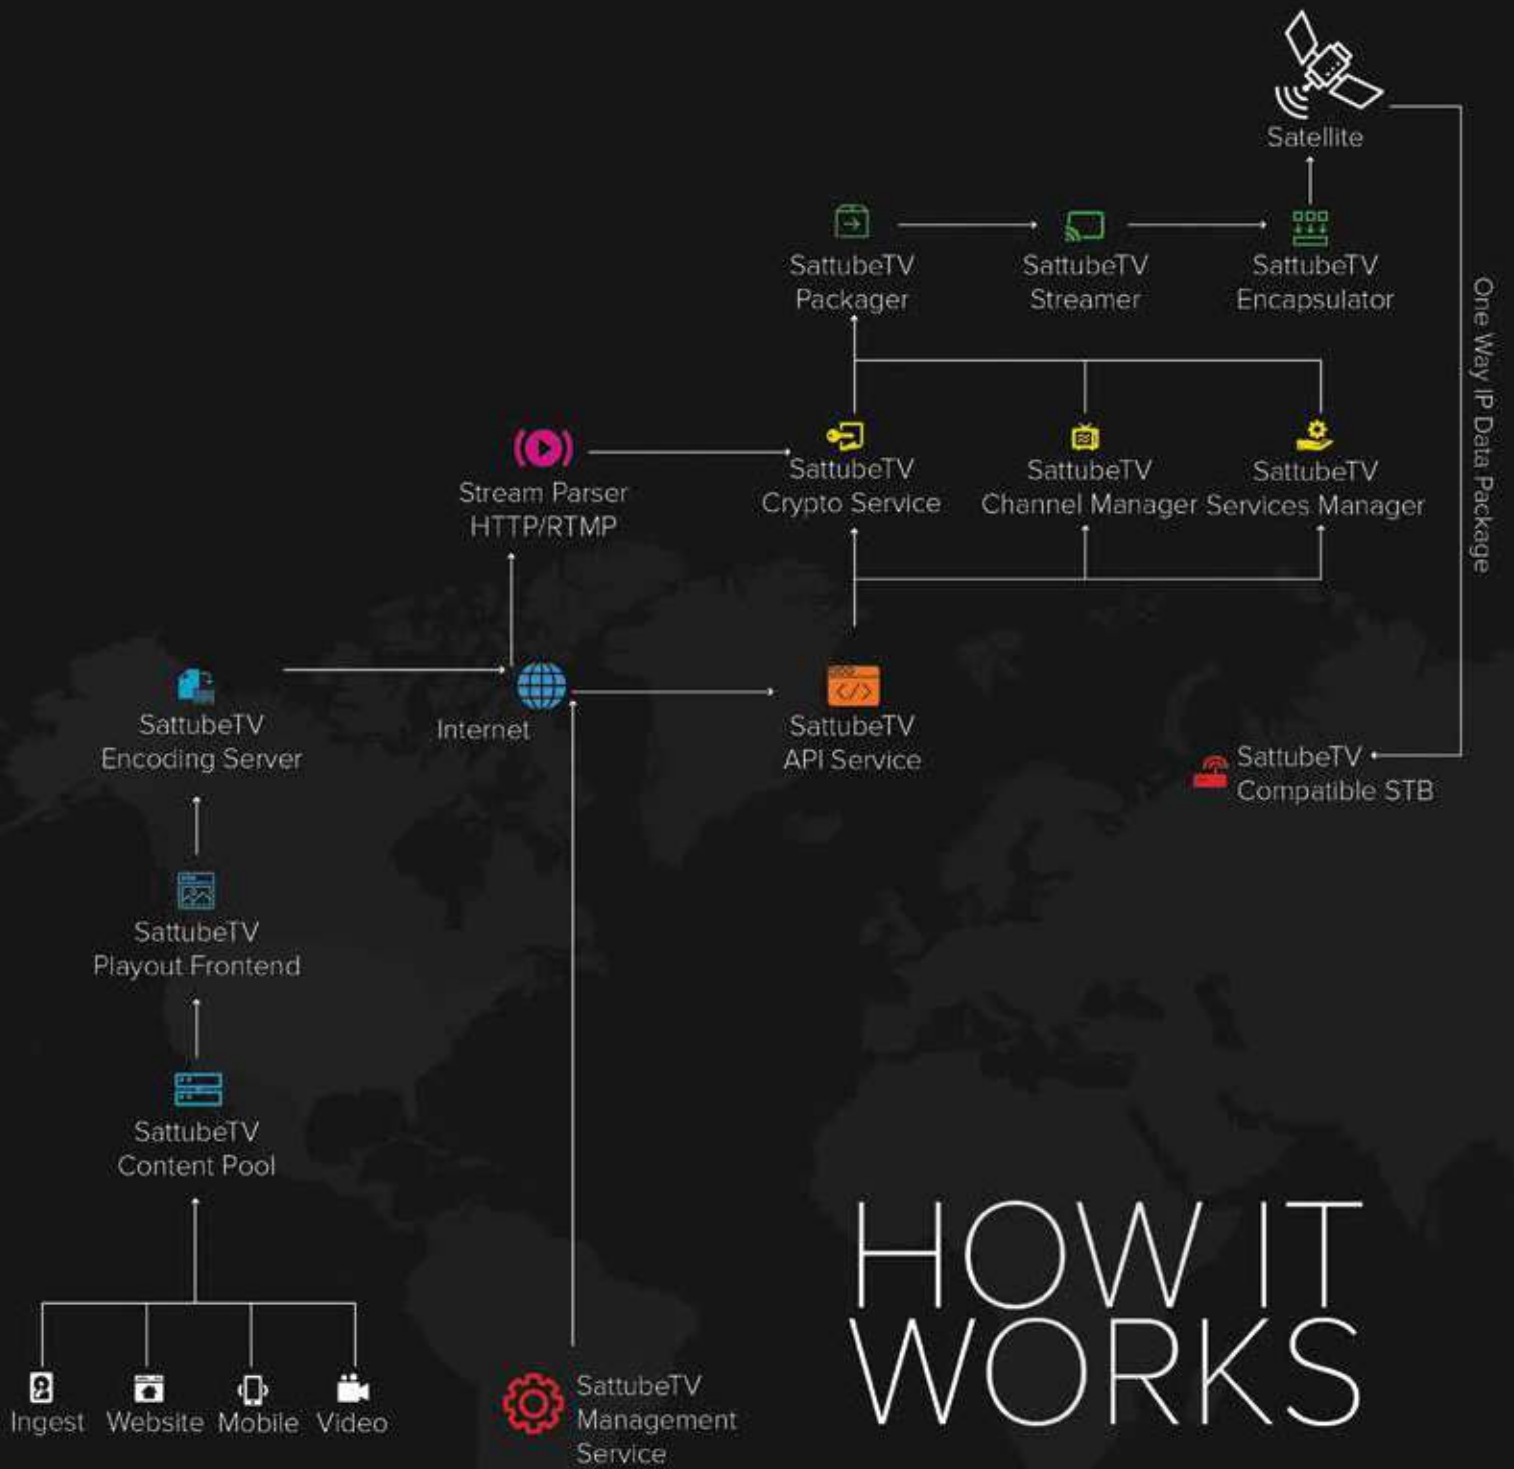 Satellite
SattubeTV
Packager
SattubeTV
Streamer
SattubeTV
Encapsulator
One Way IP Data Package
Stream Parser
HTTP/RTMP
SattubeTV
Crypto Service
SattubeTV
Channel Manager
SattubeTV
Services Manager
SattubeTV
Encoding Server
Internet
SattubeTV
API Service
SattubeTV
Compatible STB
SattubeTV
Playout Frontend
SattubeTV
Content Pool
Ingest
Website
Mobile
Video
SattubeTV
Management
Service
HOW IT
WORKS